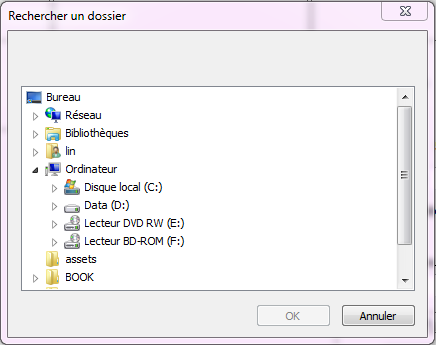 Rechercher un dossier
Bureau
Réseau
Bibliothèques
lin
Ordinateur
Disque local (C:)
Data (D:)
Lecteur DVD RW (E:)
Lecteur BD-ROM (F:)
assets
BOOK
OK
Annuler